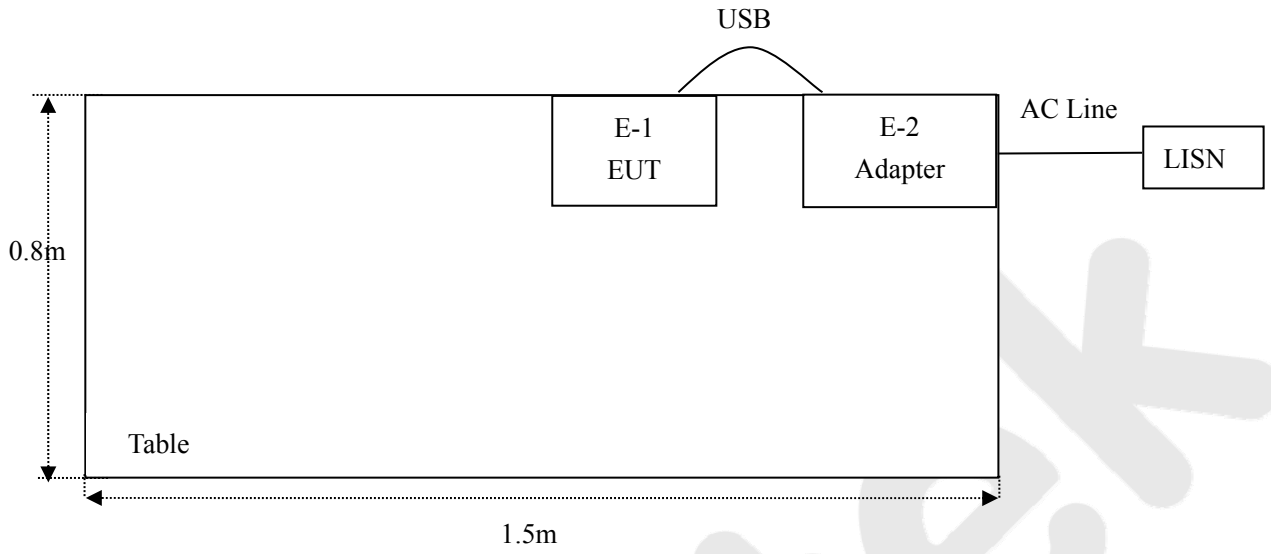 USB
E-1
EUT
E-2
Adapter
AC Line
LISN
0.8m
Table
1.5m